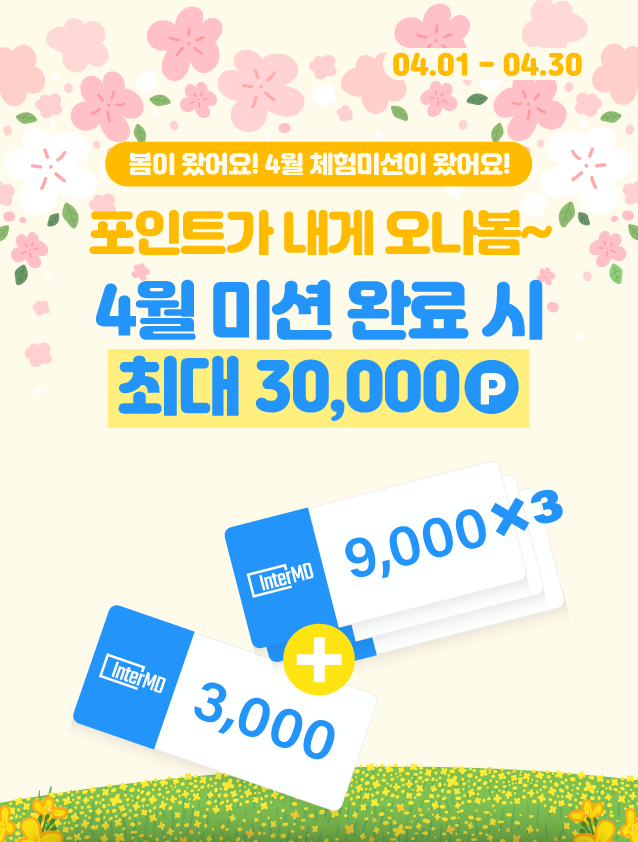 04.01 - 04.30
봄이 왔어요! 4월 체험미션이 왔어요!
포인트가 내게 오나봄~
4월 미션 완료 시
최대 30,000P
InterMD
9,000×3
+
InterMD
3,000